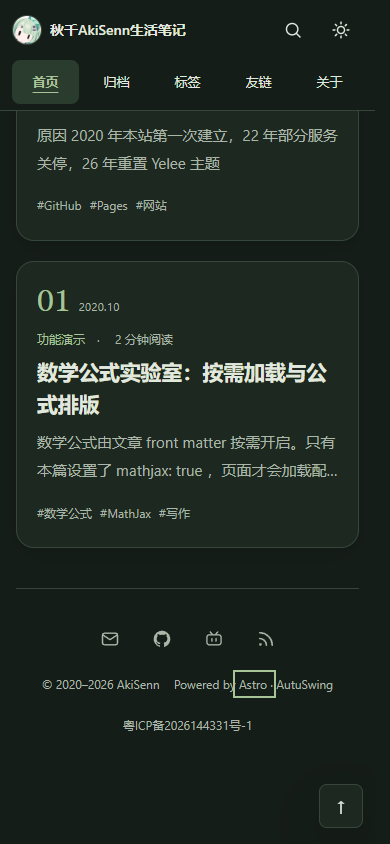 秋千AkiSenn生活笔记
首页 归档 标签 友链 关于
原因 2020 年本站第一次建立，22 年部分服务
关停，26 年重置 Yelee 主题
#GitHub #Pages #网站
01 2020.10
功能演示 · 2 分钟阅读
数学公式实验室：按需加载与公
式排版
数学公式由文章 front matter 按需开启。只有
本篇设置了 mathjax: true ，页面才会加载配...
#数学公式 #MathJax #写作
© 2020–2026 AkiSenn Powered by Astro · AutuSwing
粤ICP备2026144331号-1